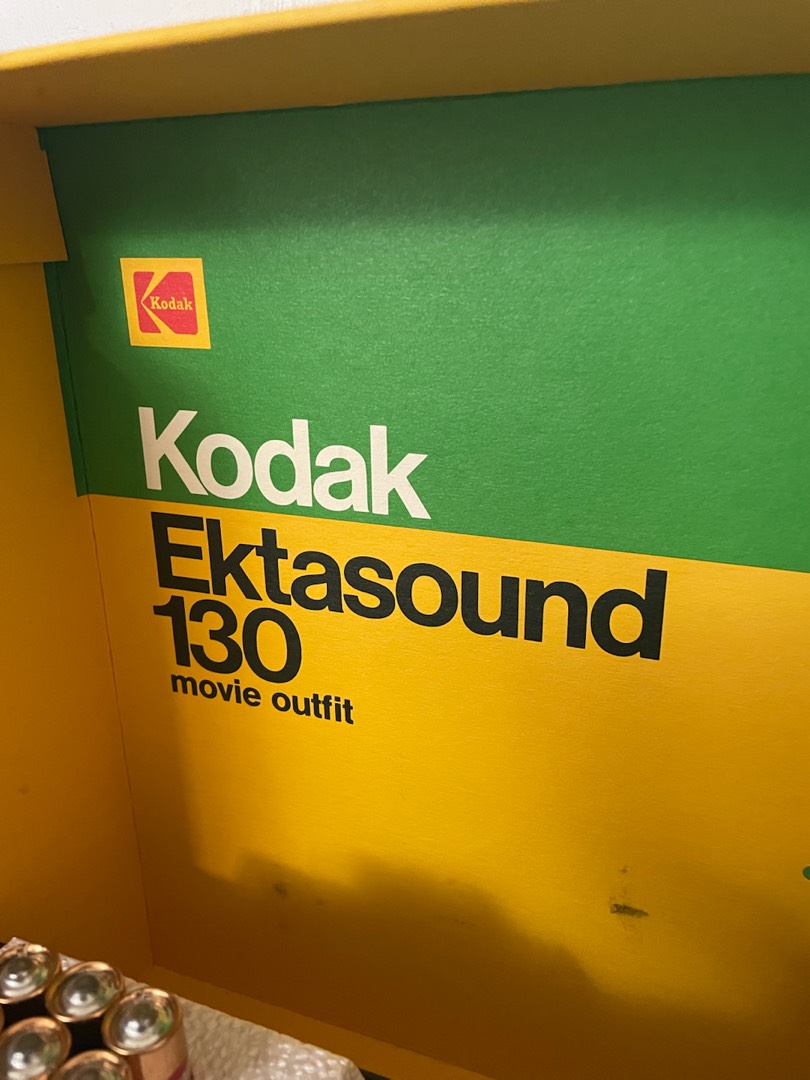 Kodak
Kodak
Ektasound
130
movie outfit